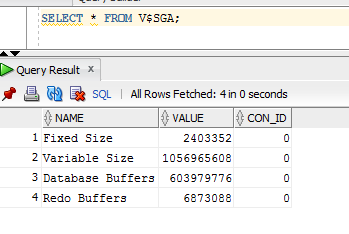 SELECT * FROM V$SGA;
Query Result x
SQL | All Rows Fetched: 4 in 0 seconds
NAME VALUE CON_ID
1 Fixed Size 2403352 0
2 Variable Size 1056965608 0
3 Database Buffers 603979776 0
4 Redo Buffers 6873088 0